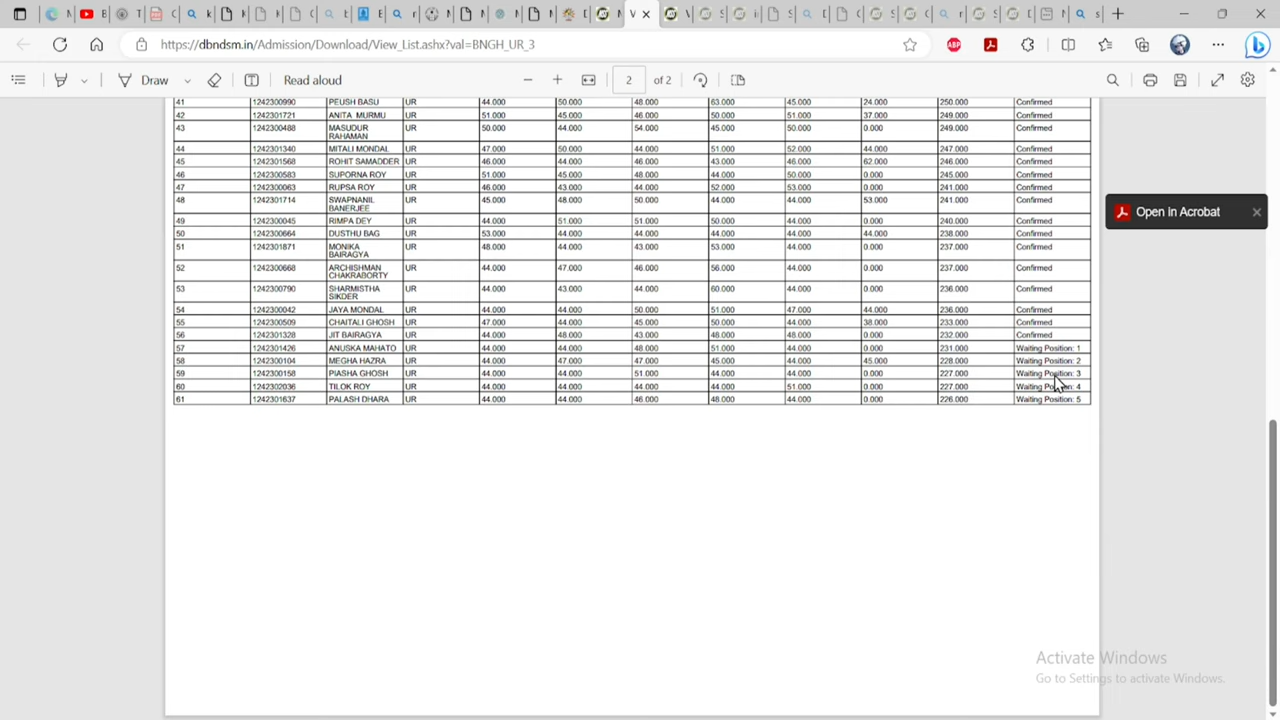 https://dbndsm.in/Admission/Download/View_List.ashx?val=BNGH_UR_3
Draw Read aloud 2 of 2
41 1242300990 PEUSH BASU UR 44.000 50.000 48.000 63.000 45.000 24.000 250.000 Confirmed
42 1242301721 ANITA MURMU UR 51.000 45.000 46.000 50.000 51.000 37.000 249.000 Confirmed
43 1242300488 MASUDUR UR 50.000 44.000 54.000 45.000 50.000 0.000 249.000 Confirmed
RAHAMAN
44 1242301340 MITALI MONDAL UR 47.000 50.000 44.000 51.000 52.000 44.000 247.000 Confirmed
45 1242301568 ROHIT SAMADDER UR 46.000 44.000 46.000 43.000 46.000 62.000 246.000 Confirmed
46 1242300583 SUPORNA ROY UR 51.000 45.000 48.000 44.000 50.000 0.000 245.000 Confirmed
47 1242300063 RUPSA ROY UR 46.000 43.000 44.000 52.000 53.000 0.000 241.000 Confirmed
48 1242301714 SWAPNANIL UR 45.000 48.000 50.000 44.000 44.000 53.000 241.000 Confirmed
BANERJEE
Open in Acrobat
49 1242300045 RIMPA DEY UR 44.000 51.000 51.000 50.000 44.000 0.000 240.000 Confirmed
50 1242300664 DUSTHU BAG UR 53.000 44.000 44.000 44.000 44.000 44.000 238.000 Confirmed
51 1242301871 MONIKA UR 48.000 44.000 43.000 53.000 44.000 0.000 237.000 Confirmed
BAIRAGYA
52 1242300668 ARCHISHMAN UR 44.000 47.000 46.000 56.000 44.000 0.000 237.000 Confirmed
CHAKRABORTY
53 1242300790 SHARMISTHA UR 44.000 43.000 44.000 60.000 44.000 0.000 236.000 Confirmed
SIKDER
54 1242300042 JAYA MONDAL UR 44.000 44.000 50.000 51.000 47.000 44.000 236.000 Confirmed
55 1242300509 CHAITALI GHOSH UR 47.000 44.000 45.000 50.000 44.000 38.000 233.000 Confirmed
56 1242301328 JIT BAIRAGYA UR 44.000 48.000 43.000 48.000 48.000 0.000 232.000 Confirmed
57 1242301426 ANUSKA MAHATO UR 44.000 44.000 48.000 51.000 44.000 0.000 231.000 Waiting Position: 1
58 1242300104 MEGHA HAZRA UR 44.000 47.000 47.000 45.000 44.000 45.000 228.000 Waiting Position: 2
59 1242300158 PIASHA GHOSH UR 44.000 51.000 44.000 44.000 44.000 0.000 227.000 Waiting Position: 3
60 1242302036 TILOK ROY UR 44.000 44.000 44.000 44.000 51.000 0.000 227.000 Waiting Position: 4
61 1242301637 PALASH DHARA UR 44.000 44.000 46.000 48.000 44.000 0.000 226.000 Waiting Position: 5
Activate Windows
Go to Settings to activate Windows.